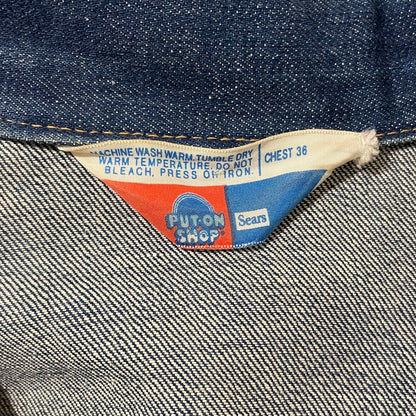 MACHINE WASH WARM. TUMBLE DRY
WARM TEMPERATURE. DO NOT
BLEACH, PRESS OR IRON.
CHEST 36
PUT-ON
SHOP
Sears